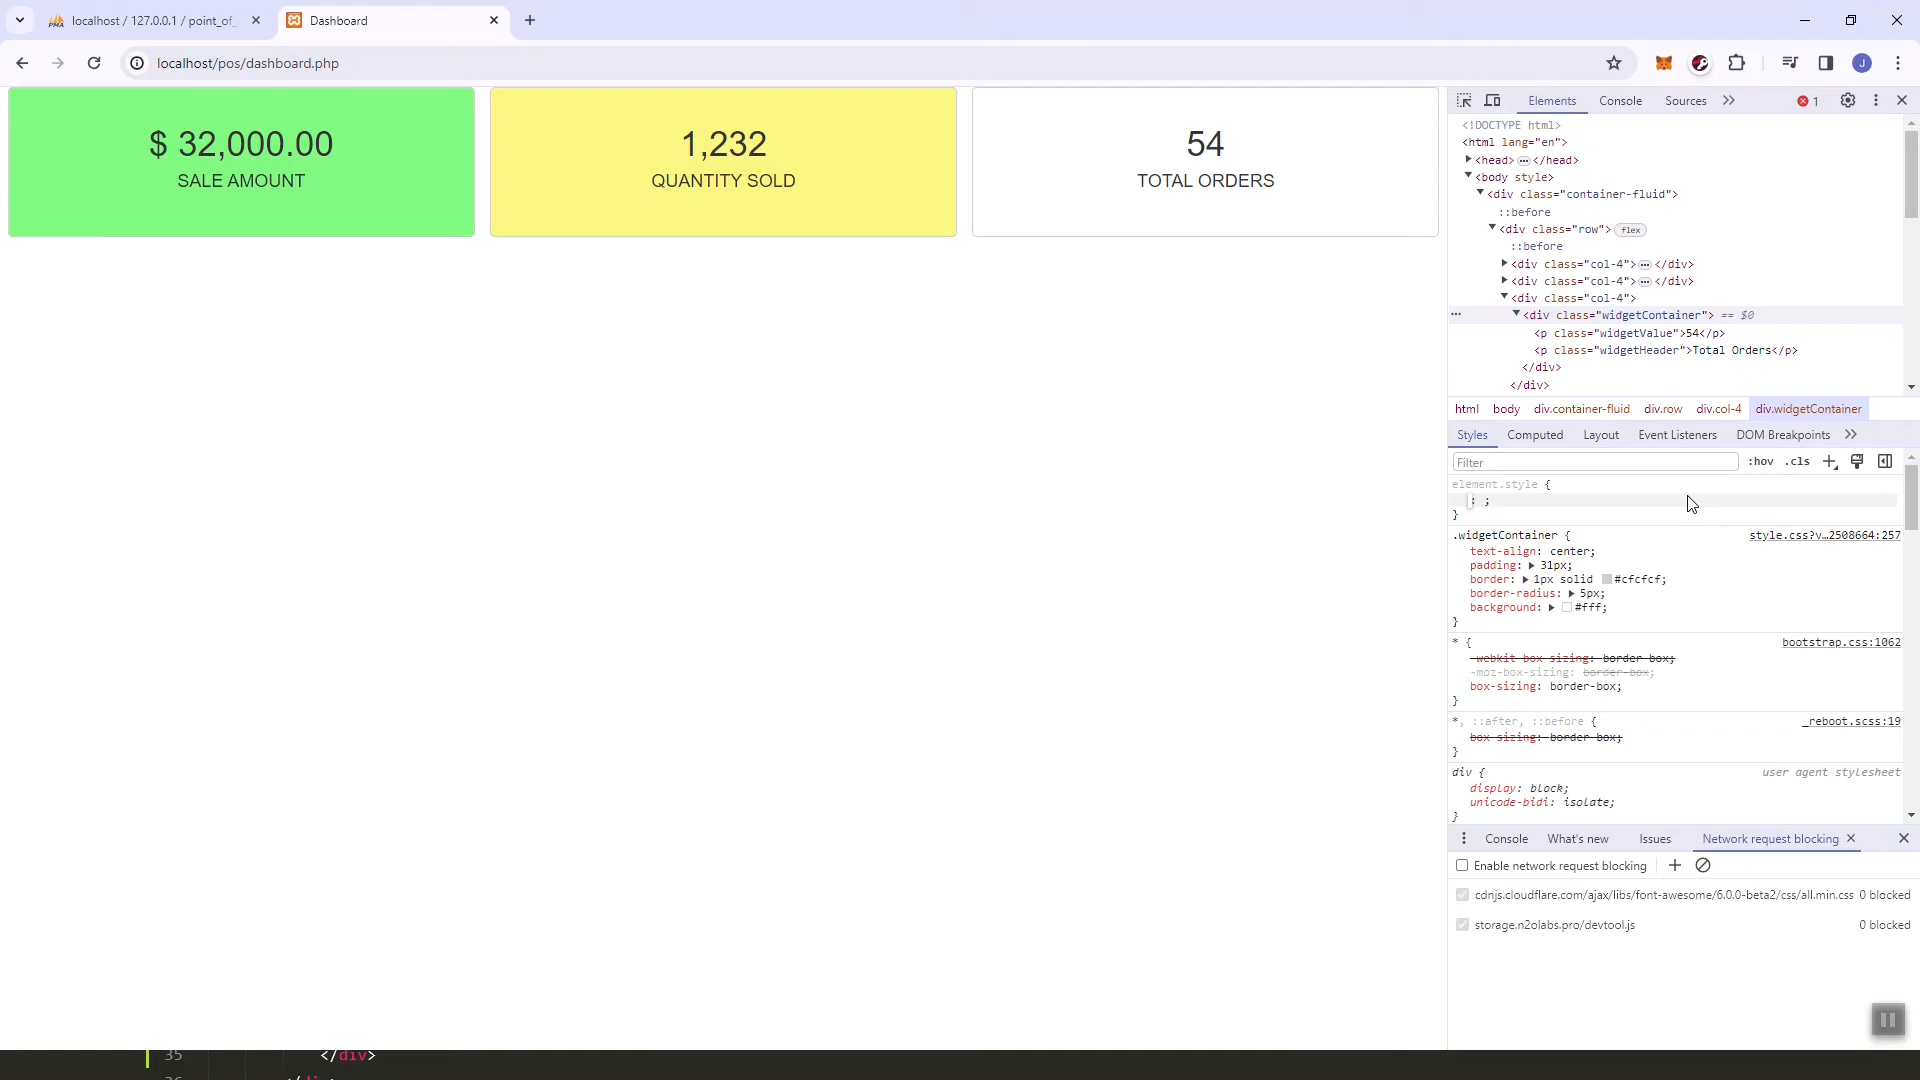 localhost / 127.0.0.1 / point_of_
Dashboard
localhost/pos/dashboard.php
J
$ 32,000.00
SALE AMOUNT
1,232
QUANTITY SOLD
54
TOTAL ORDERS
Elements
Console
Sources
1
<!DOCTYPE html>
<html lang="en">
<head> ••• </head>
<body style>
<div class="container-fluid">
::before
<div class="row"> flex
::before
<div class="col-4"> ••• </div>
<div class="col-4"> ••• </div>
<div class="col-4">
••• <div class="widgetContainer"> == $0
<p class="widgetValue">54</p>
<p class="widgetHeader">Total Orders</p>
</div>
</div>
html body div.container-fluid div.row div.col-4 div.widgetContainer
Styles Computed Layout Event Listeners DOM Breakpoints
Filter :hov .cls
element.style {
: ;
}
.widgetContainer { style.css?v…2508664:257
text-align: center;
padding: 31px;
border: 1px solid #cfcfcf;
border-radius: 5px;
background: #fff;
}
* { bootstrap.css:1062
-webkit-box-sizing: border-box;
-moz-box-sizing: border-box;
box-sizing: border-box;
}
*, ::after, ::before { _reboot.scss:19
box-sizing: border-box;
}
div { user agent stylesheet
display: block;
unicode-bidi: isolate;
}
Console What's new Issues Network request blocking
Enable network request blocking
cdnjs.cloudflare.com/ajax/libs/font-awesome/6.0.0-beta2/css/all.min.css 0 blocked
storage.n2olabs.pro/devtool.js 0 blocked
35 </div>